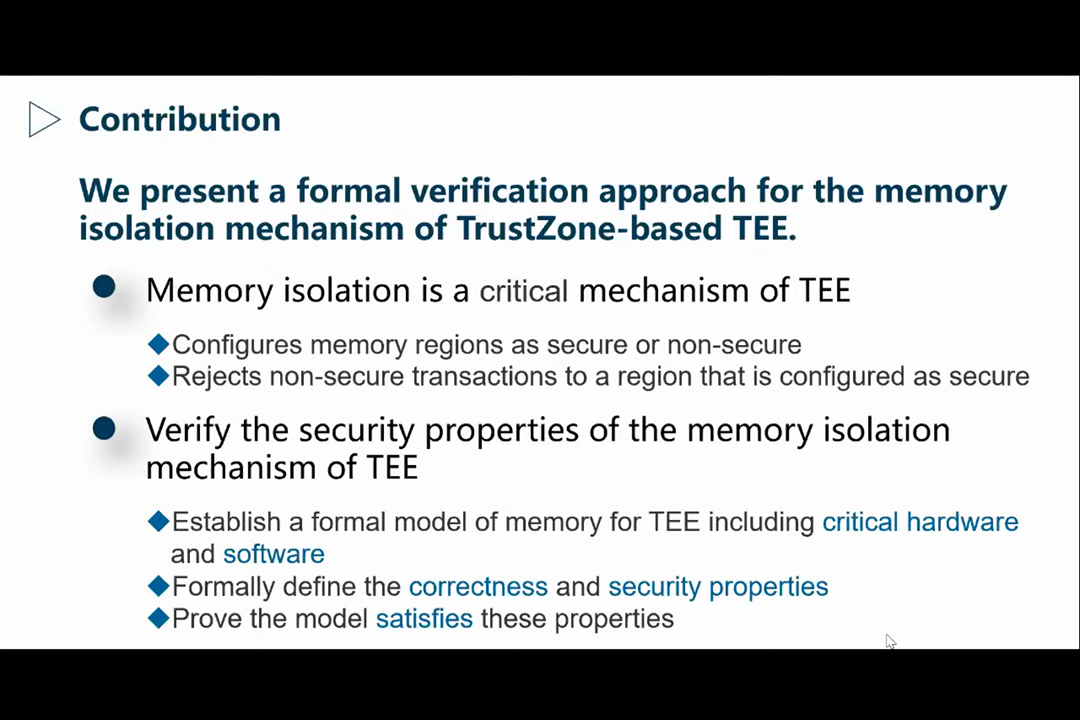 Contribution
We present a formal verification approach for the memory
isolation mechanism of TrustZone-based TEE.
Memory isolation is a critical mechanism of TEE
Configures memory regions as secure or non-secure
Rejects non-secure transactions to a region that is configured as secure
Verify the security properties of the memory isolation
mechanism of TEE
Establish a formal model of memory for TEE including critical hardware
and software
Formally define the correctness and security properties
Prove the model satisfies these properties